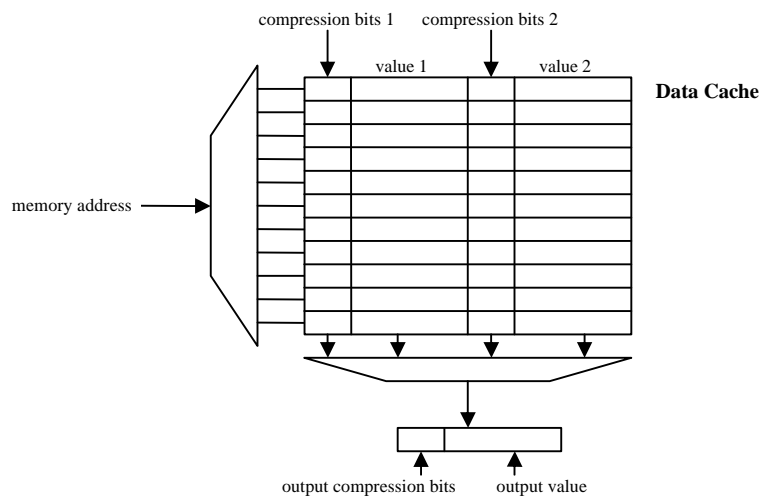 compression bits 1
compression bits 2
value 1
value 2
Data Cache
memory address
output compression bits
output value